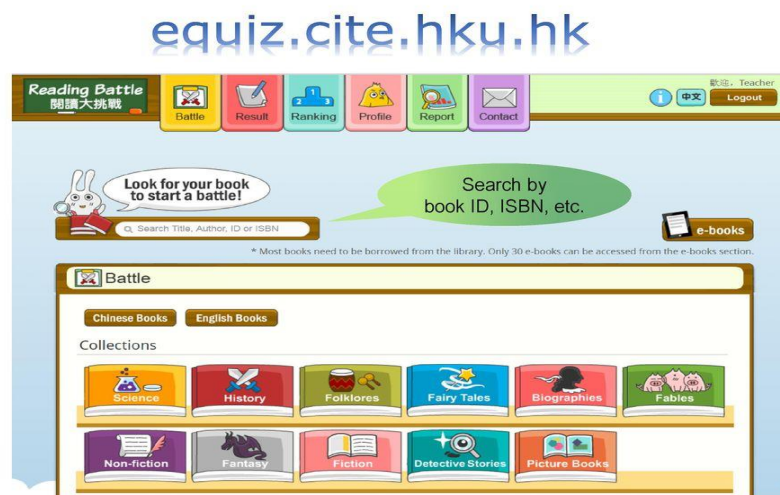 equiz.cite.hku.hk
Reading Battle
閱讀大挑戰
Battle
Result
Ranking
Profile
Report
Contact
歡迎，Teacher
中文
Logout
Look for your book
to start a battle!
Search Title, Author, ID or ISBN
Search by
book ID, ISBN, etc.
e-books
* Most books need to be borrowed from the library. Only 30 e-books can be accessed from the e-books section.
Battle
Chinese Books
English Books
Collections
Science
History
Folklores
Fairy Tales
Biographies
Fables
Non-fiction
Fantasy
Fiction
Detective Stories
Picture Books